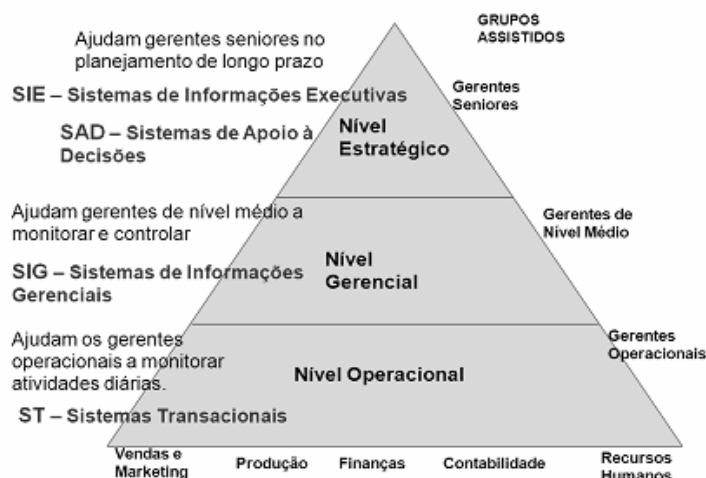 GRUPOS
ASSISTIDOS
Ajudam gerentes seniores no
planejamento de longo prazo
SIE – Sistemas de Informações Executivas
Gerentes
Seniores
SAD – Sistemas de Apoio à
Decisões
Nível
Estratégico
Ajudam gerentes de nível médio a
monitorar e controlar
Gerentes de
Nível Médio
SIG – Sistemas de Informações
Gerenciais
Nível
Gerencial
Ajudam os gerentes
operacionais a monitorar
atividades diárias.
Gerentes
Operacionais
Nível Operacional
ST – Sistemas Transacionais
Vendas e
Marketing
Produção
Finanças
Contabilidade
Recursos
Humanos